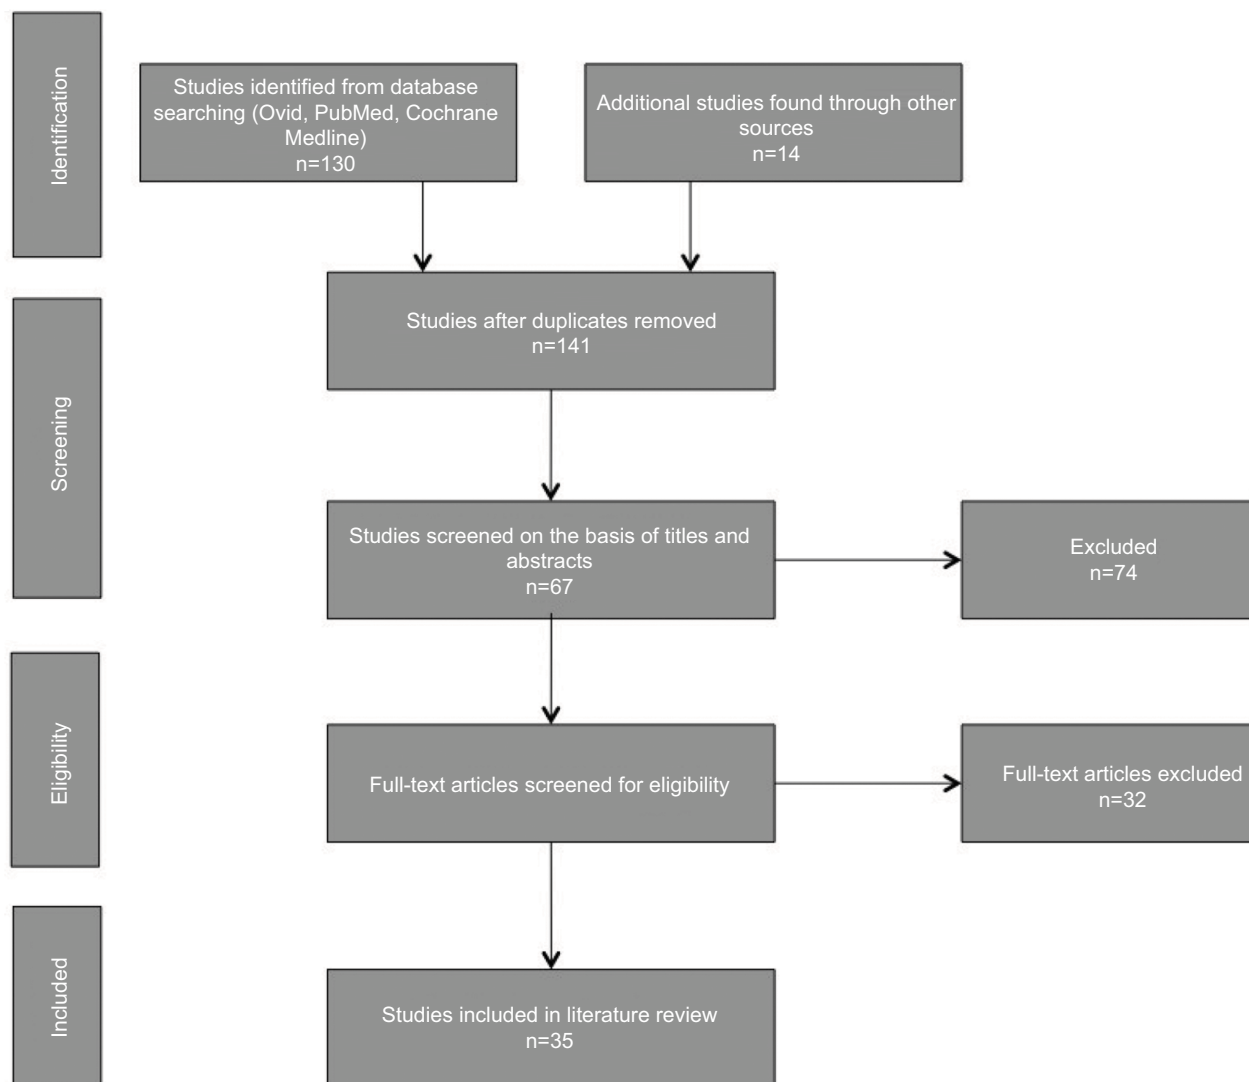 Identification
Studies identified from database
searching (Ovid, PubMed, Cochrane
Medline)
n=130
Additional studies found through other
sources
n=14
Studies after duplicates removed
n=141
Screening
Studies screened on the basis of titles and
abstracts
n=67
Excluded
n=74
Eligibility
Full-text articles screened for eligibility
Full-text articles excluded
n=32
Included
Studies included in literature review
n=35